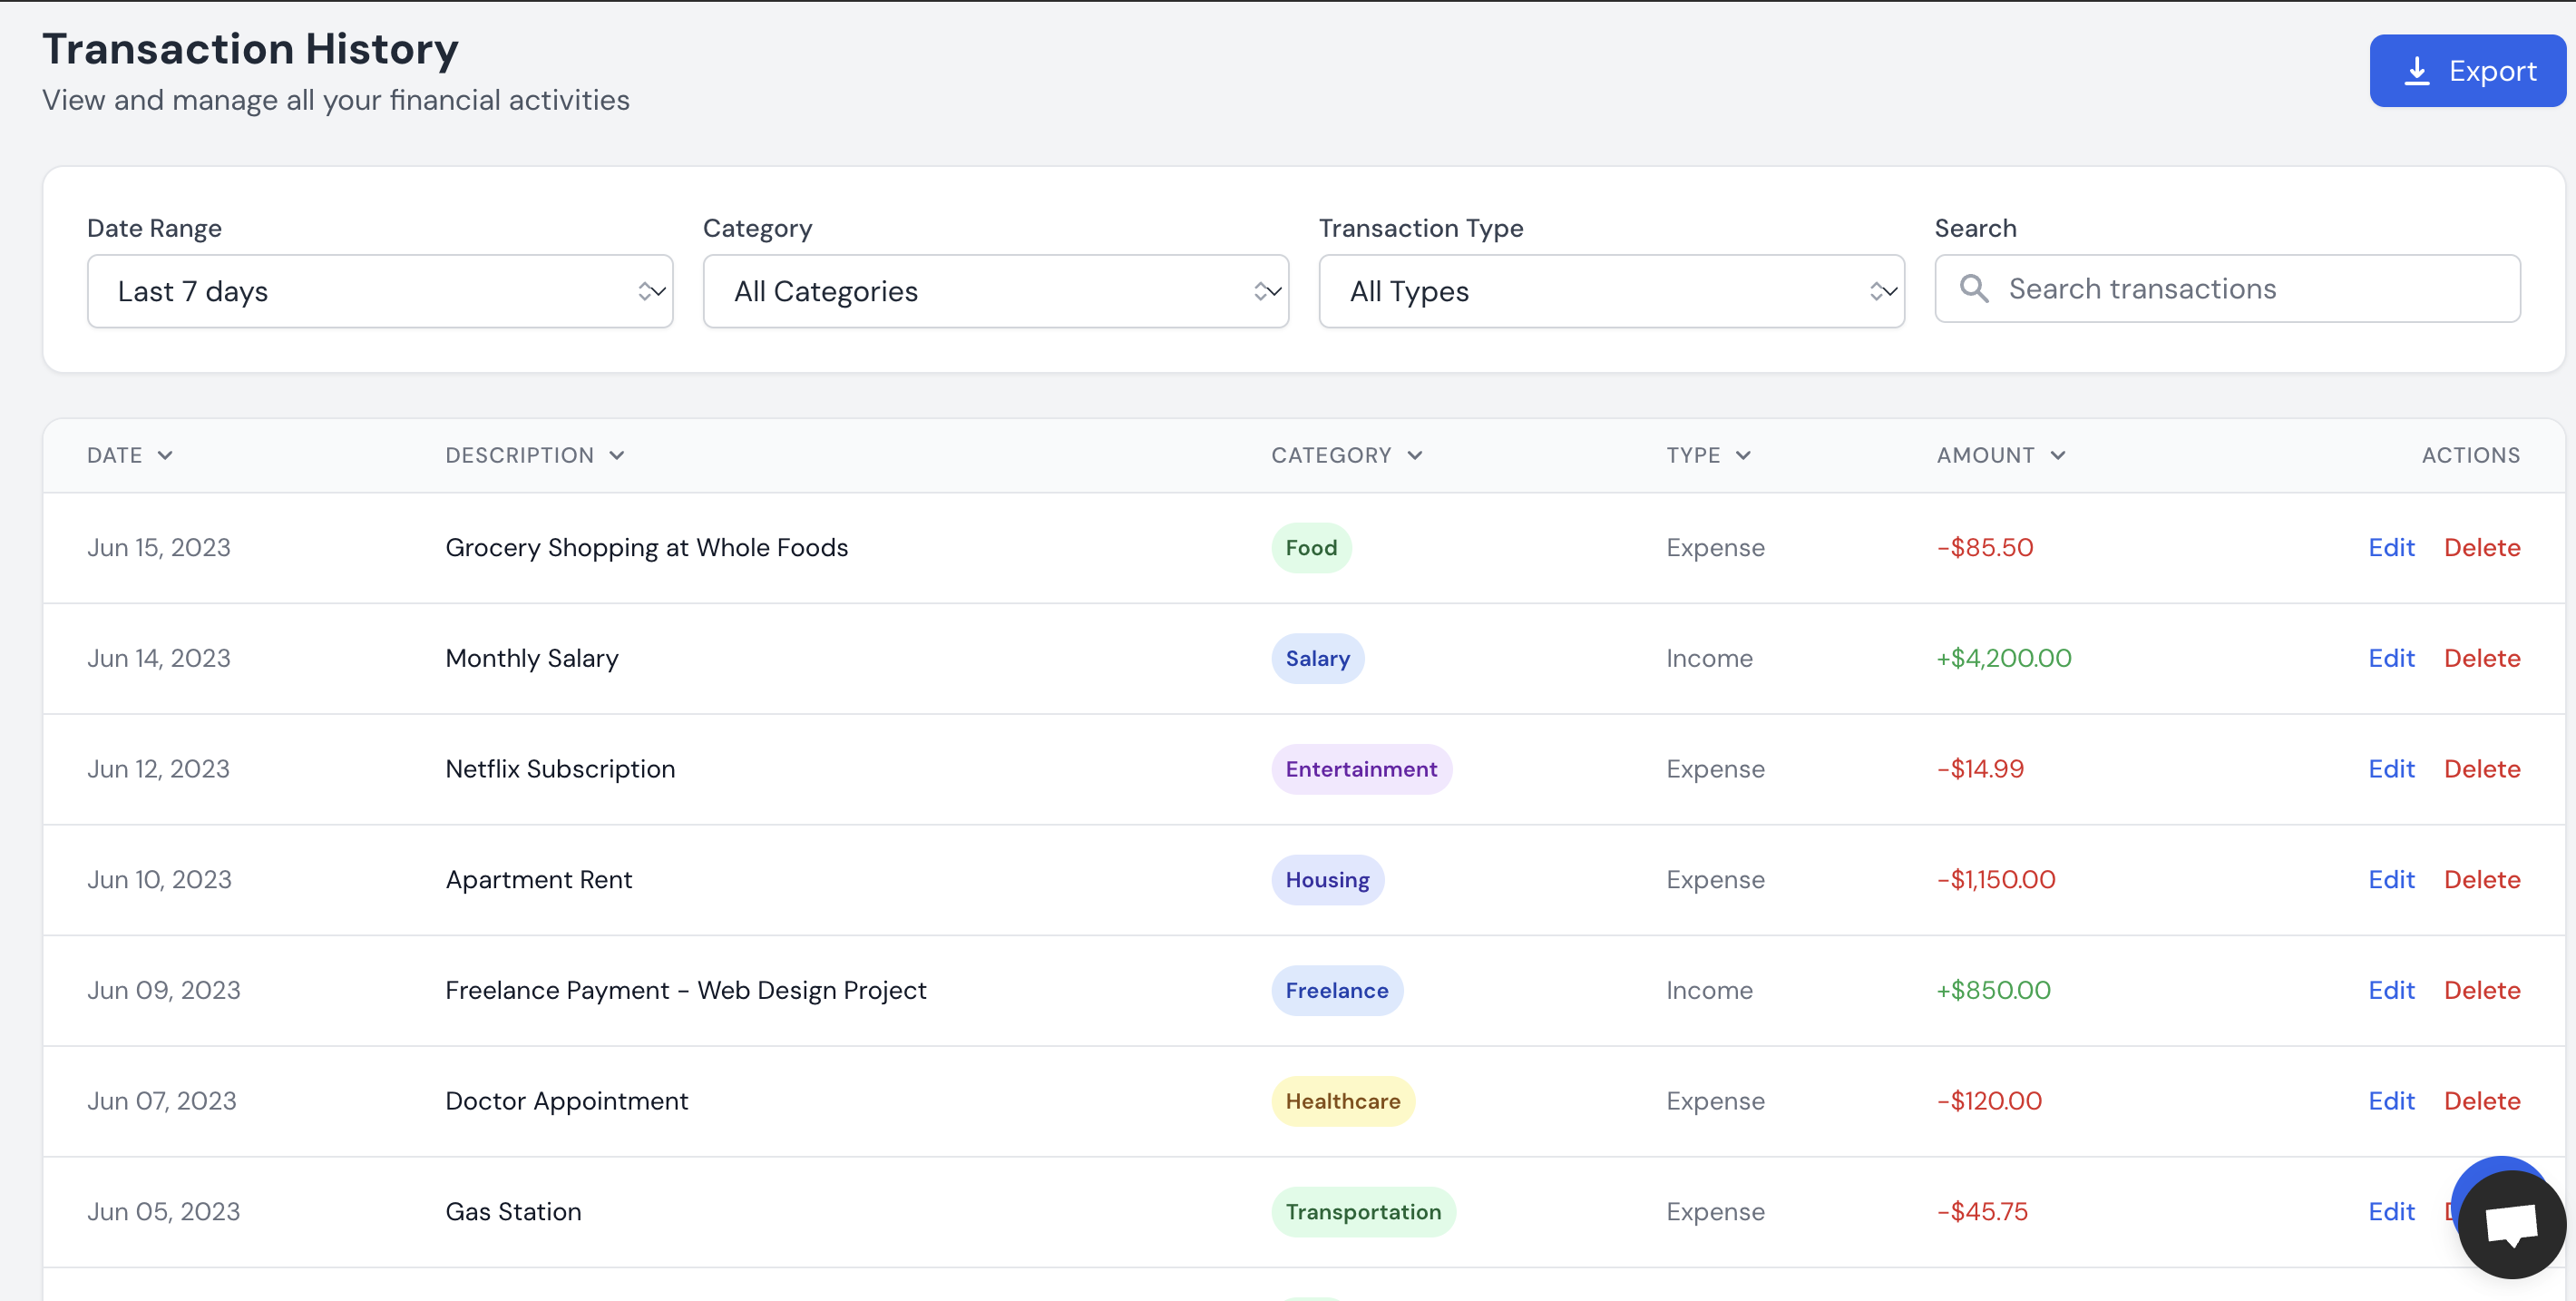 Transaction History
View and manage all your financial activities
Export
Date Range
Category
Transaction Type
Search
Last 7 days
All Categories
All Types
Search transactions
DATE DESCRIPTION CATEGORY TYPE AMOUNT ACTIONS
Jun 15, 2023 Grocery Shopping at Whole Foods Food Expense -$85.50 Edit Delete
Jun 14, 2023 Monthly Salary Salary Income +$4,200.00 Edit Delete
Jun 12, 2023 Netflix Subscription Entertainment Expense -$14.99 Edit Delete
Jun 10, 2023 Apartment Rent Housing Expense -$1,150.00 Edit Delete
Jun 09, 2023 Freelance Payment - Web Design Project Freelance Income +$850.00 Edit Delete
Jun 07, 2023 Doctor Appointment Healthcare Expense -$120.00 Edit Delete
Jun 05, 2023 Gas Station Transportation Expense -$45.75 Edit